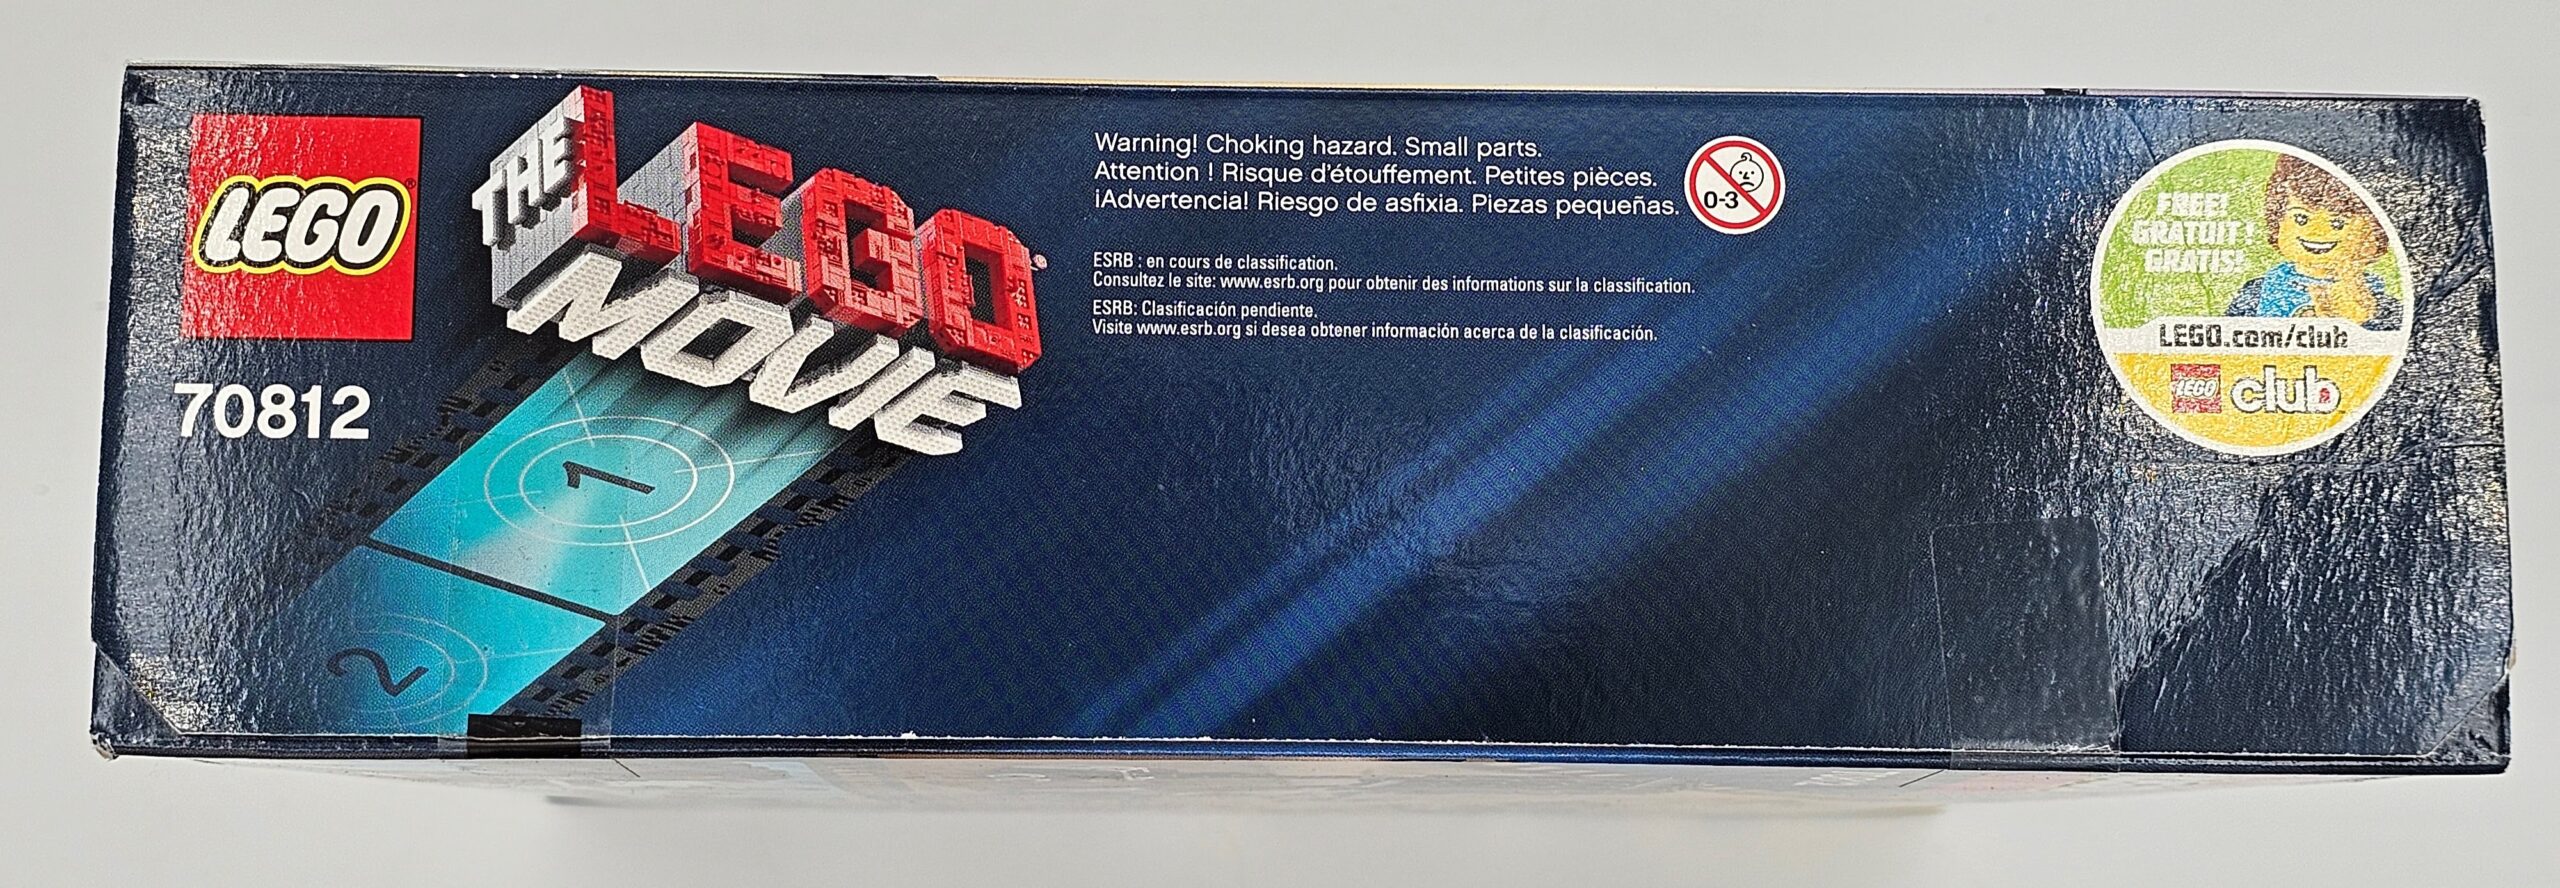 LEGO
70812
THE
LEGO
MOVIE
1
2
Warning! Choking hazard. Small parts.
Attention ! Risque d'étouffement. Petites pièces.
¡Advertencia! Riesgo de asfixia. Piezas pequeñas.
0-3
ESRB : en cours de classification.
Consultez le site: www.esrb.org pour obtenir des informations sur la classification.
ESRB: Clasificación pendiente.
Visite www.esrb.org si desea obtener información acerca de la clasificación.
FREE!
GRATUIT !
GRATIS!
LEGO.com/club
LEGO club